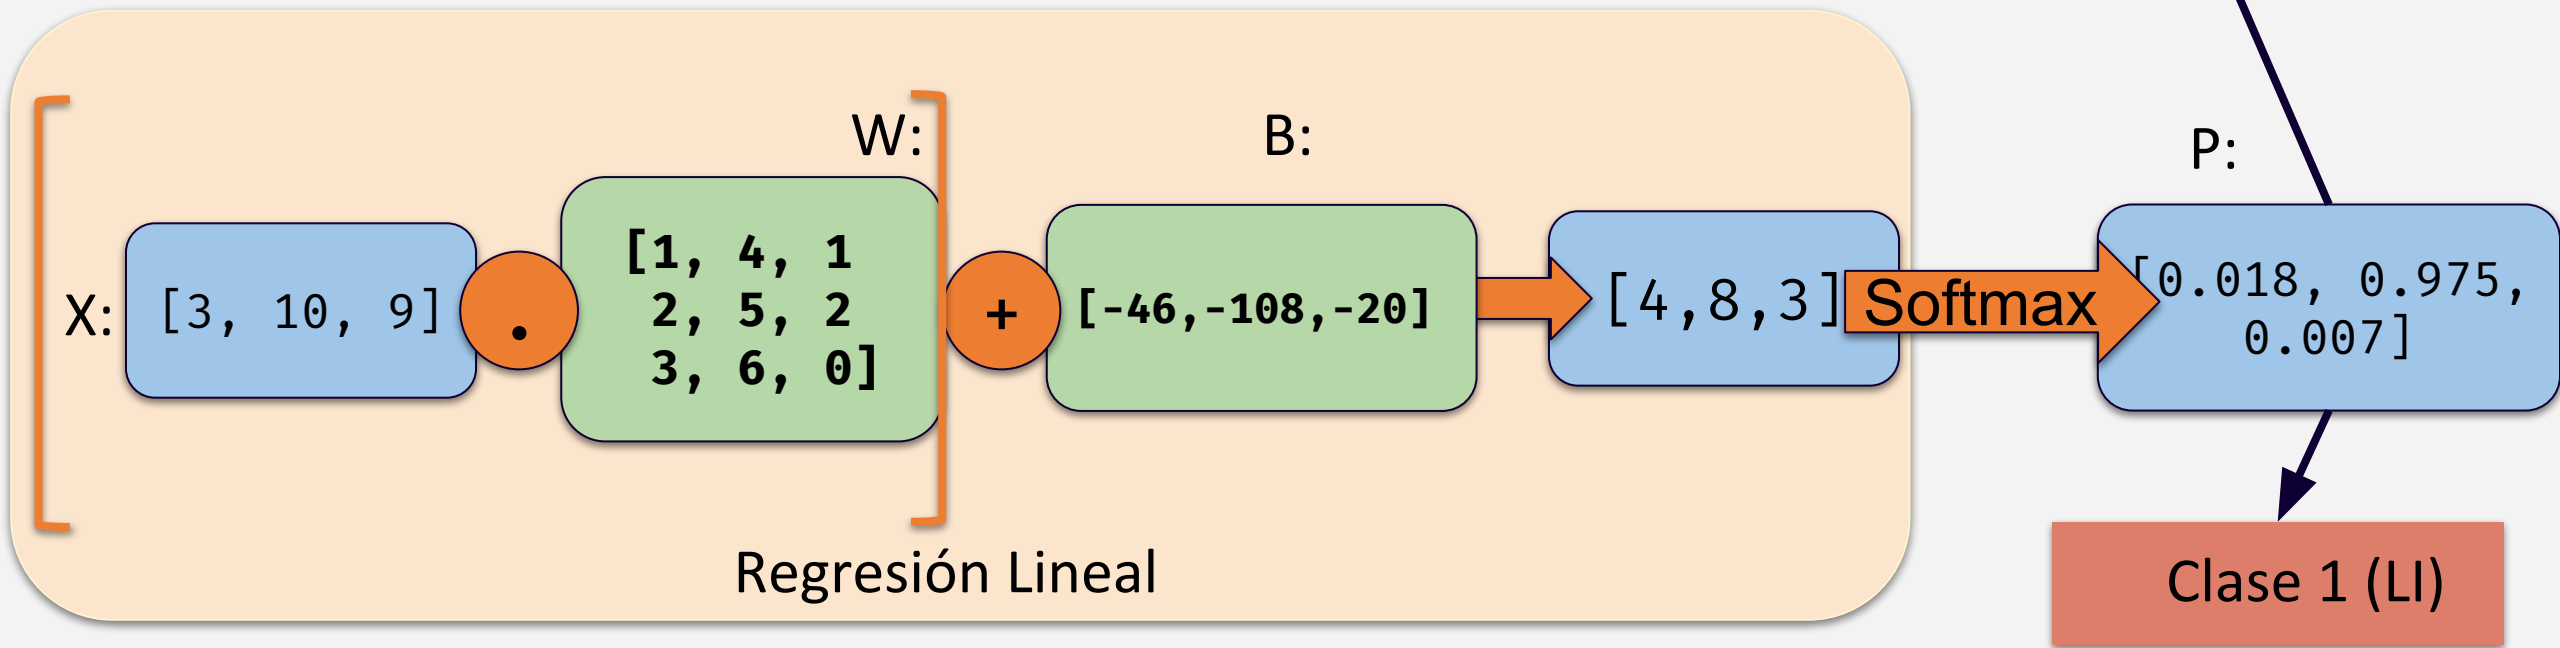 W:
B:
P:
X:
[3, 10, 9]
.
[1, 4, 1
2, 5, 2
3, 6, 0]
+
[-46,-108,-20]
[4,8,3]
Softmax
[0.018, 0.975,
0.007]
Regresión Lineal
Clase 1 (LI)